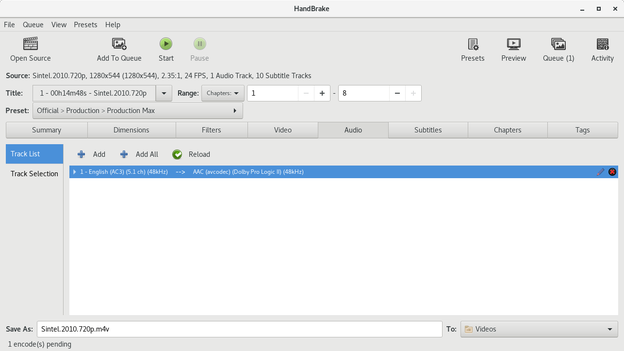 HandBrake
File Queue View Presets Help
Open Source Add To Queue Start Pause Presets Preview Queue (1) Activity
Source: Sintel.2010.720p, 1280x544 (1280x544), 2.35:1, 24 FPS, 1 Audio Track, 10 Subtitle Tracks
Title: 1 - 00h14m48s - Sintel.2010.720p Range: Chapters: 1 - 8
Preset: Official > Production > Production Max
Summary Dimensions Filters Video Audio Subtitles Chapters Tags
Track List Add Add All Reload
Track Selection 1 - English (AC3) (5.1 ch) (48kHz) --> AAC (avcodec) (Dolby Pro Logic II) (48kHz)
Save As: Sintel.2010.720p.m4v To: Videos
1 encode(s) pending